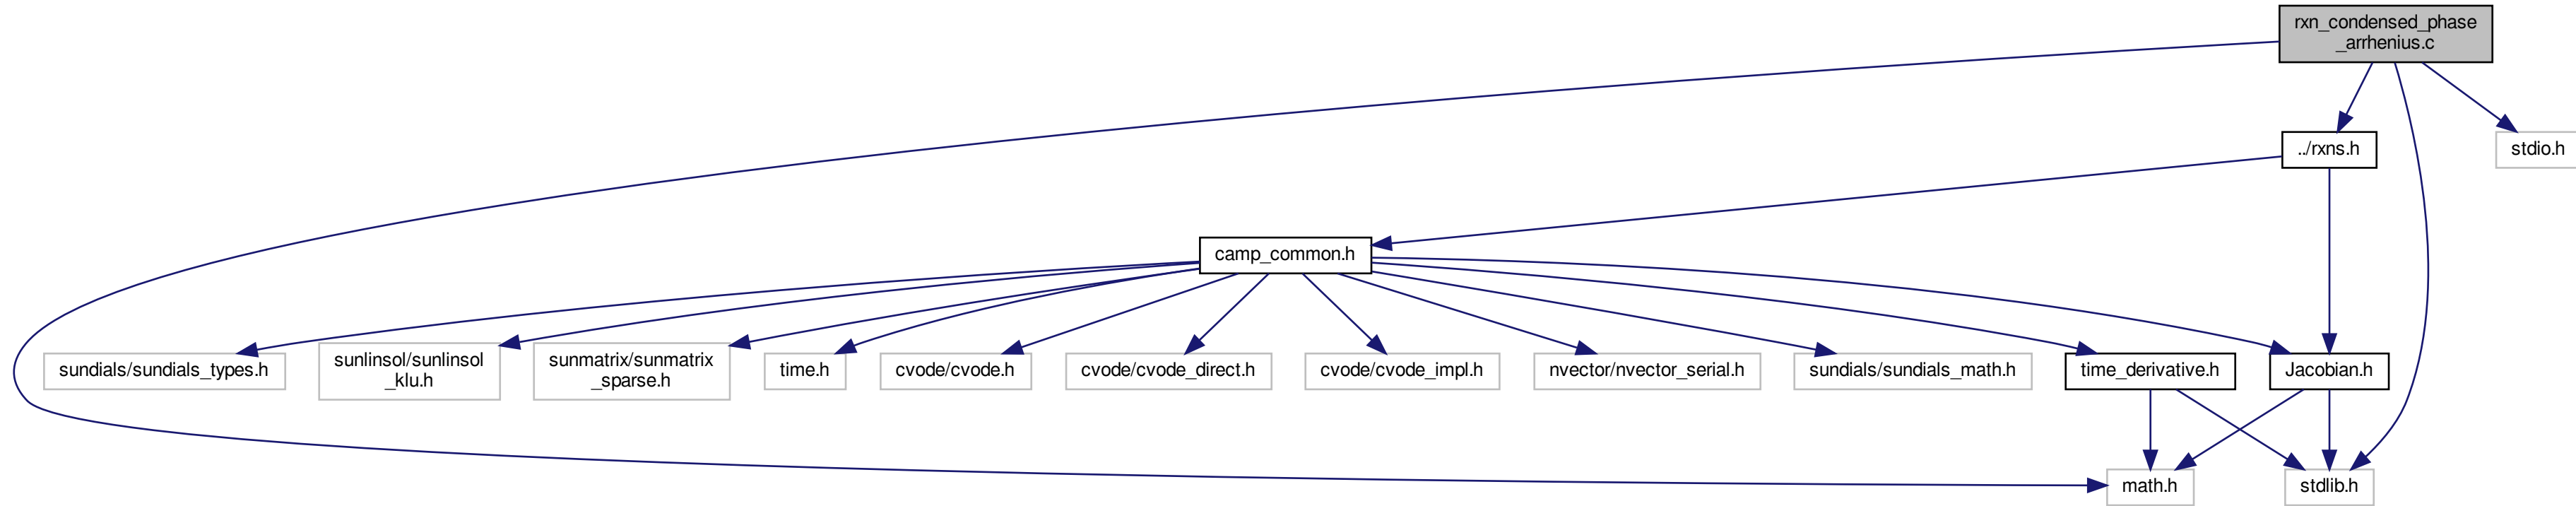 rxn_condensed_phase
_arrhenius.c
../rxns.h
stdio.h
camp_common.h
sundials/sundials_types.h
sunlinsol/sunlinsol
_klu.h
sunmatrix/sunmatrix
_sparse.h
time.h
cvode/cvode.h
cvode/cvode_direct.h
cvode/cvode_impl.h
nvector/nvector_serial.h
sundials/sundials_math.h
time_derivative.h
Jacobian.h
math.h
stdlib.h